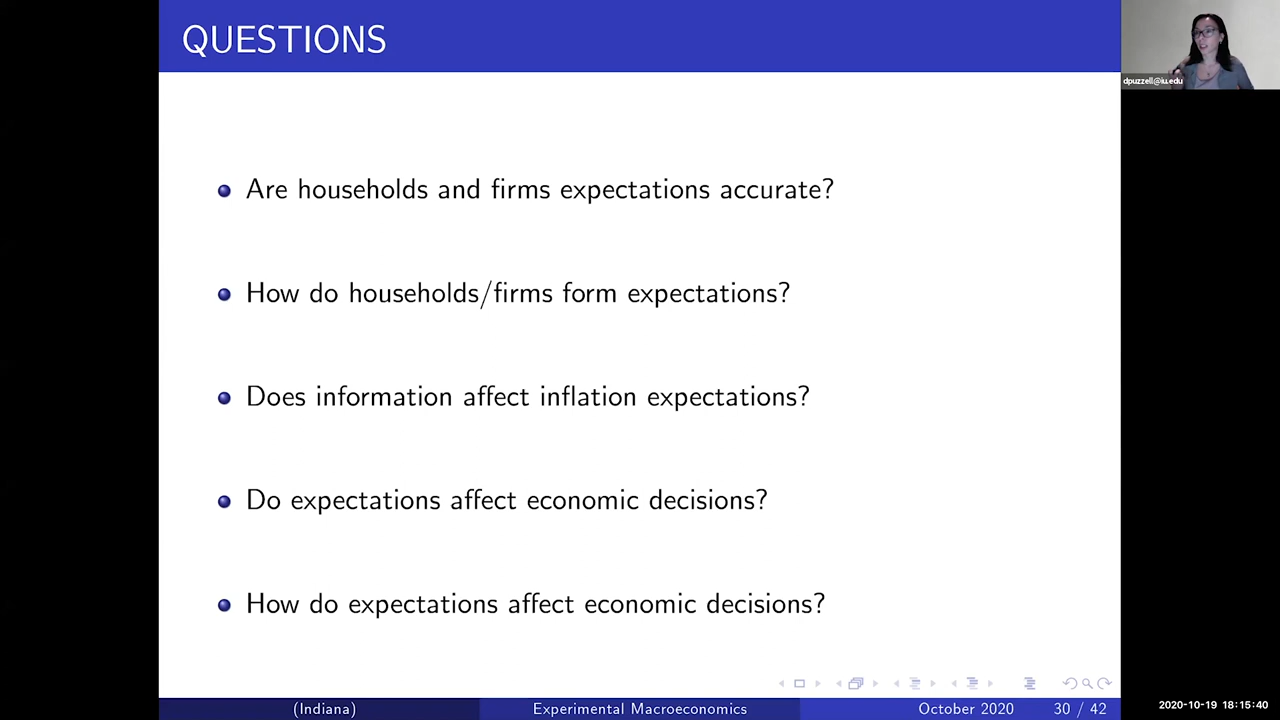 QUESTIONS
dpuzzell@iu.edu
Are households and firms expectations accurate?
How do households/firms form expectations?
Does information affect inflation expectations?
Do expectations affect economic decisions?
How do expectations affect economic decisions?
(Indiana) Experimental Macroeconomics October 2020 30 / 42
2020-10-19 18:15:40